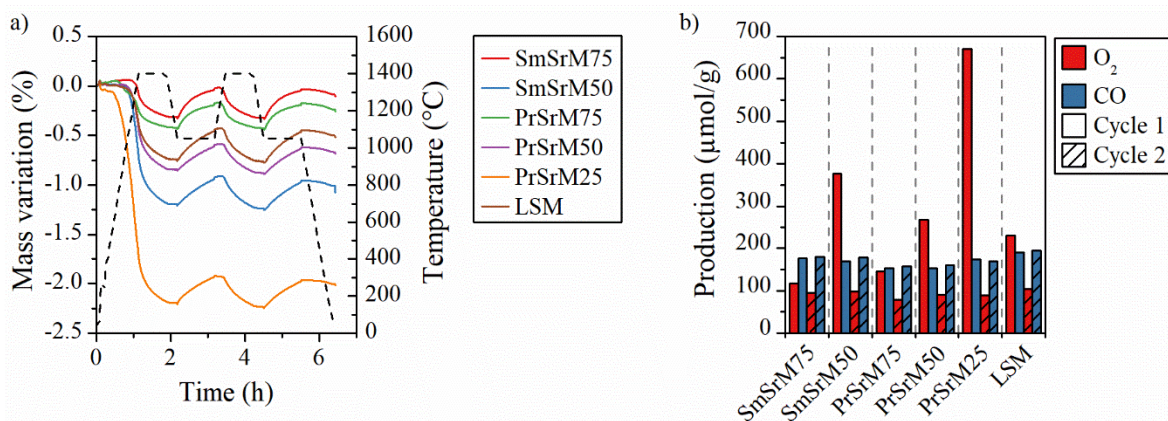 a)
0.5
0.0
-0.5
-1.0
-1.5
-2.0
-2.5
Mass variation (%)
0
2
4
6
Time (h)
1600
1400
1200
1000
800
600
400
200
0
Temperature (°C)
SmSrM75
SmSrM50
PrSrM75
PrSrM50
PrSrM25
LSM
b)
700
600
500
400
300
200
100
0
Production (µmol/g)
SmSrM75
SmSrM50
PrSrM75
PrSrM50
PrSrM25
LSM
O₂
CO
Cycle 1
Cycle 2